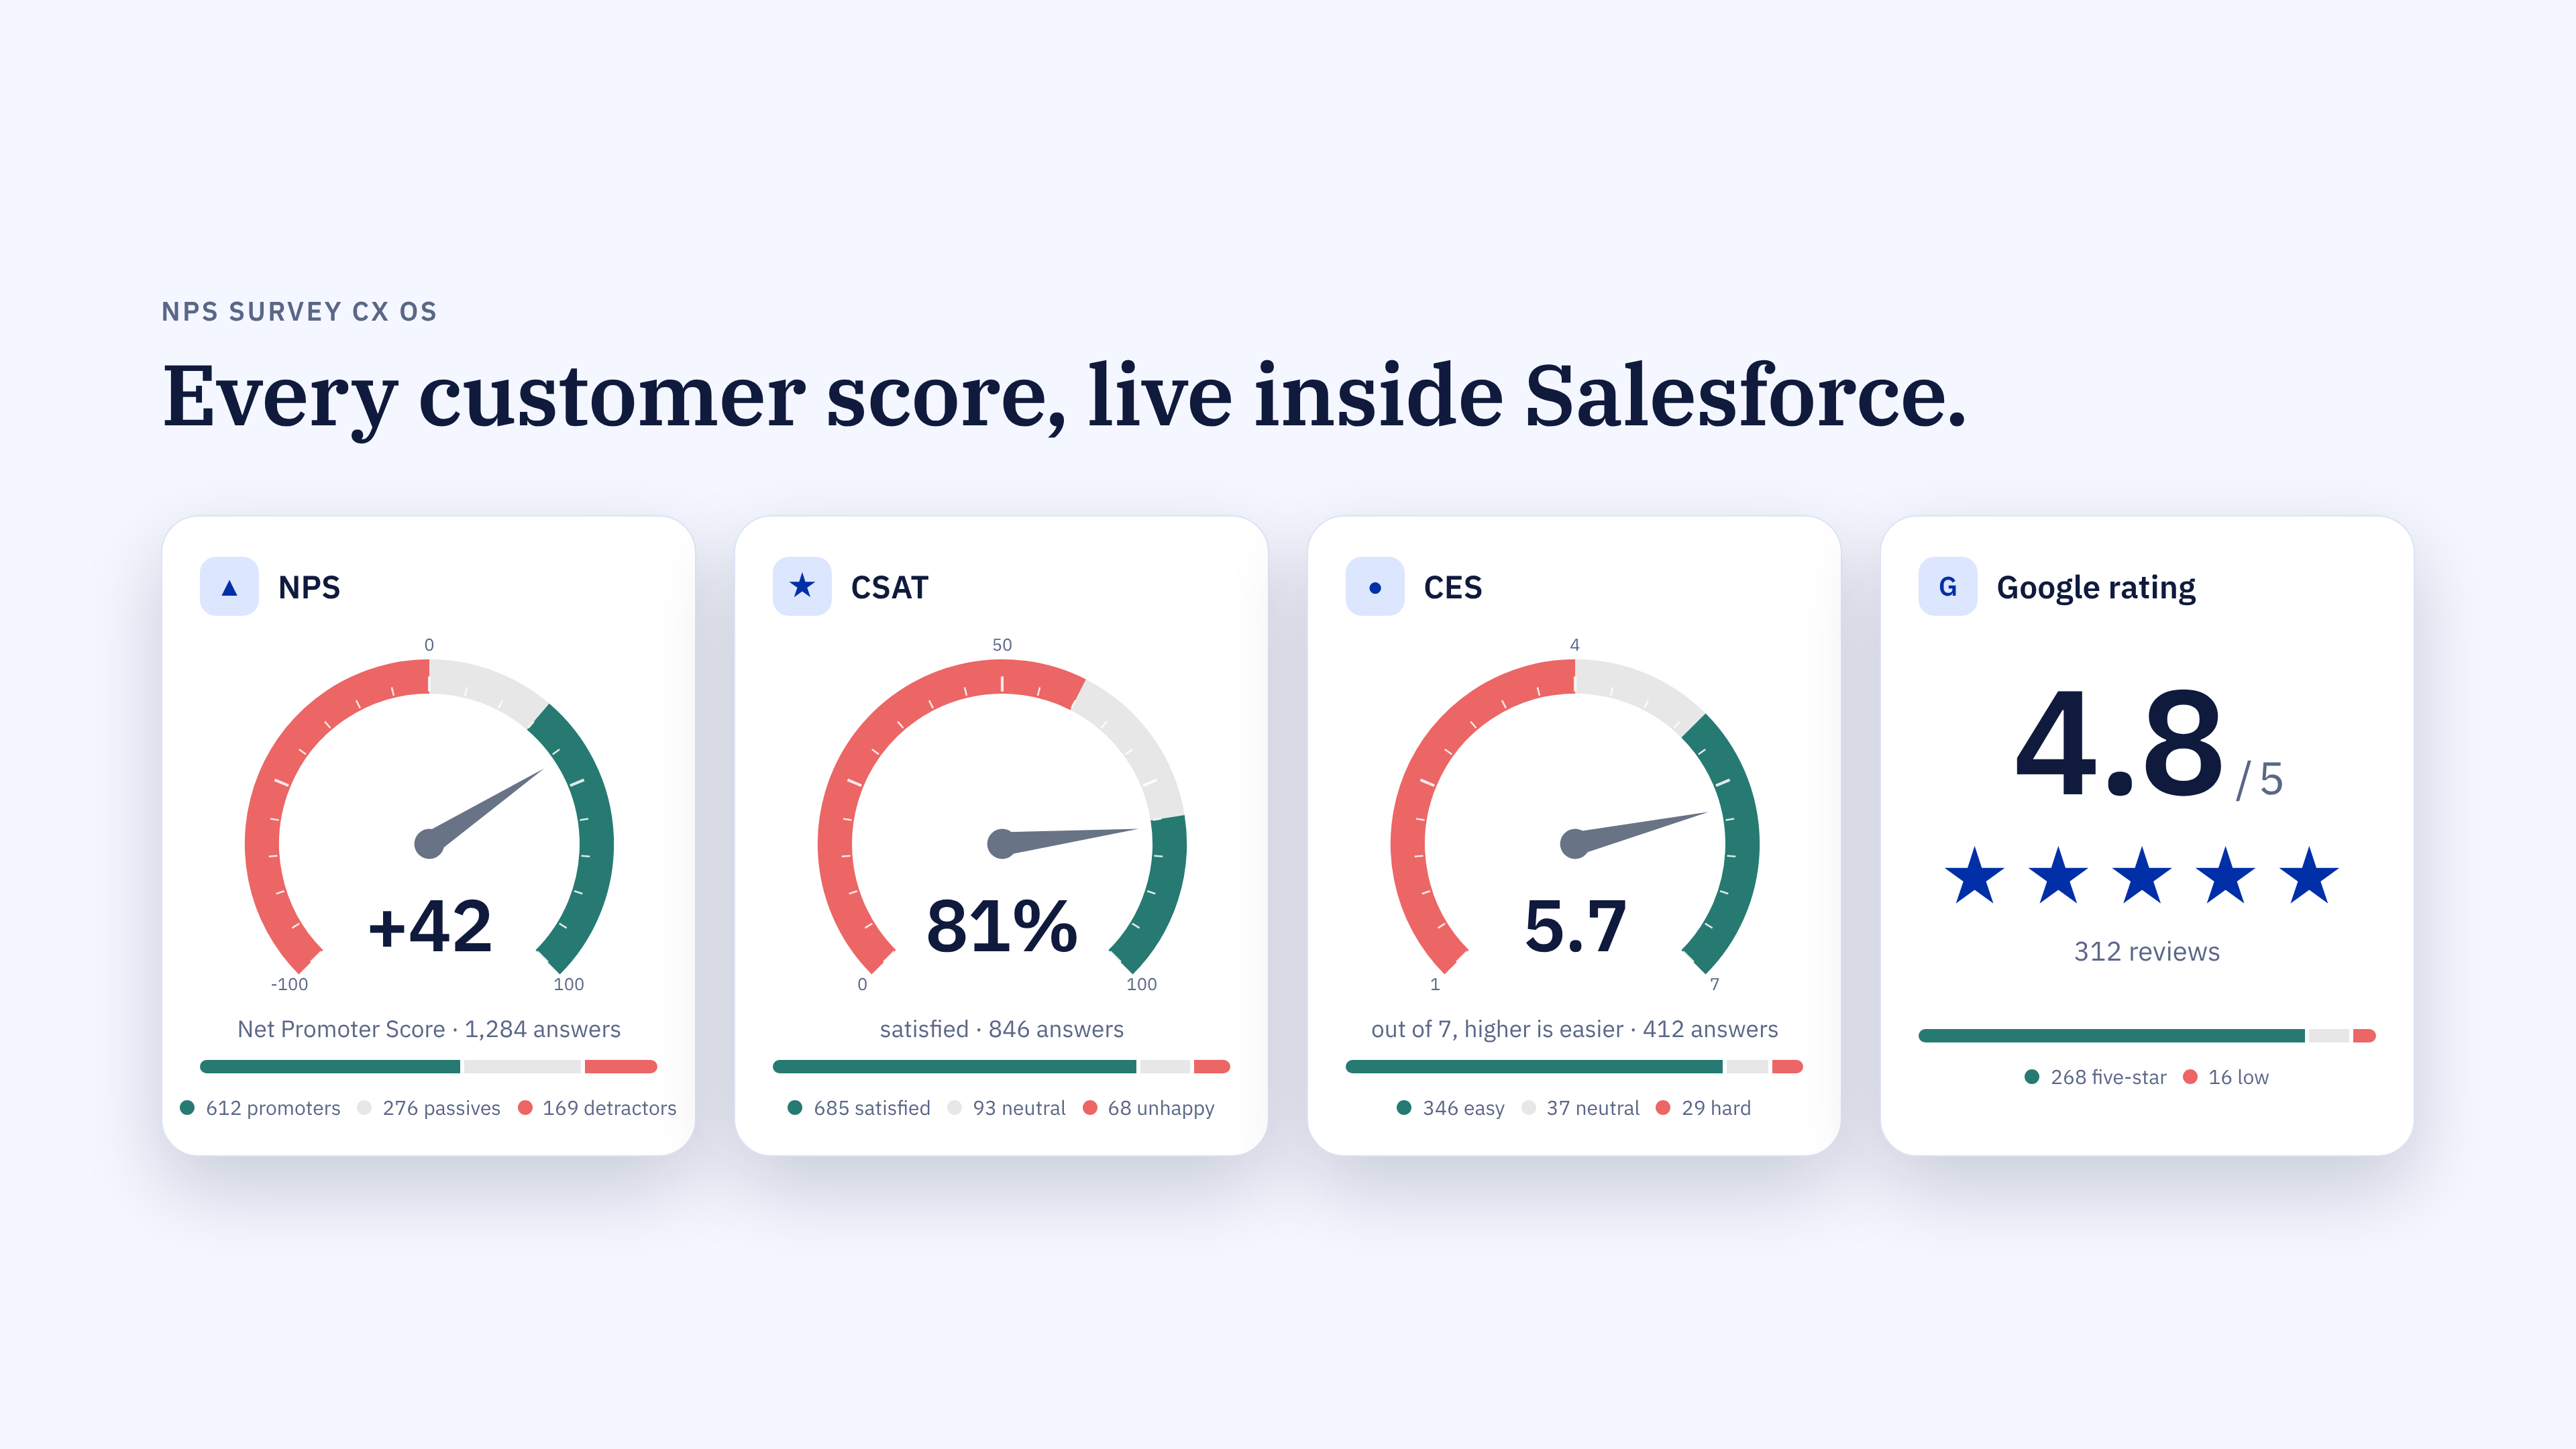 NPS SURVEY CX OS
Every customer score, live inside Salesforce.
▲ NPS
0
+42
-100 100
Net Promoter Score · 1,284 answers
612 promoters 276 passives 169 detractors
★ CSAT
50
81%
0 100
satisfied · 846 answers
685 satisfied 93 neutral 68 unhappy
● CES
4
5.7
1 7
out of 7, higher is easier · 412 answers
346 easy 37 neutral 29 hard
G Google rating
4.8 / 5
★ ★ ★ ★ ★
312 reviews
268 five-star 16 low